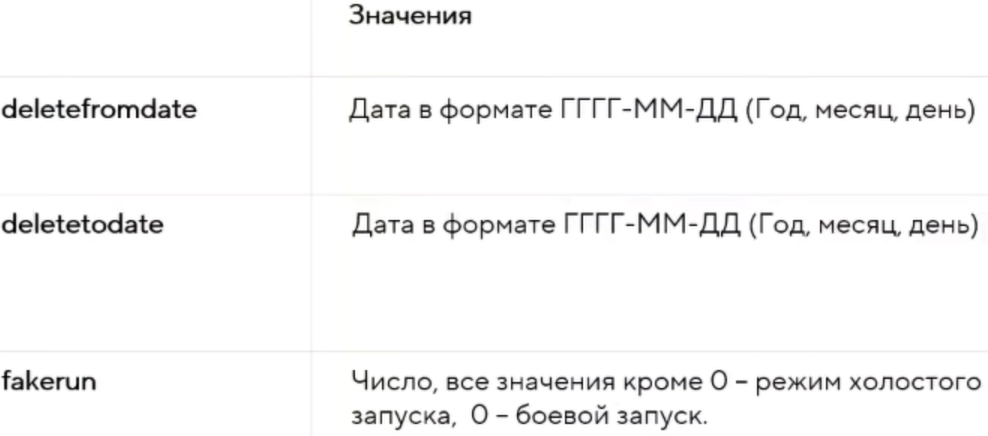 Значения
deletefromdate Дата в формате ГГГГ-ММ-ДД (Год, месяц, день)
deletetodate Дата в формате ГГГГ-ММ-ДД (Год, месяц, день)
fakerun Число, все значения кроме 0 – режим холостого
запуска, 0 – боевой запуск.